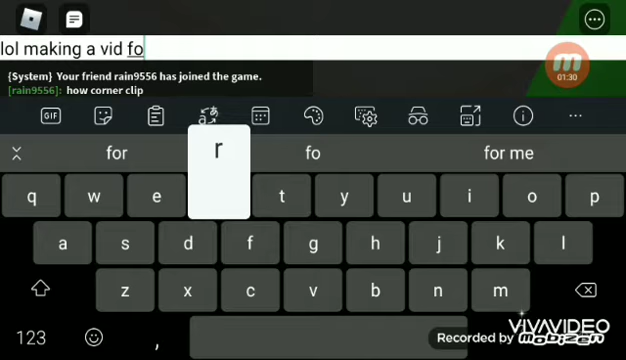 lol making a vid fo
{System} Your friend rain9556 has joined the game.
[rain9556]: how corner clip
01:30
GIF
for fo for me
q w e r t y u i o p
a s d f g h j k l
z x c v b n m
123 ,
VIVAVIDEO
Recorded by mobizen